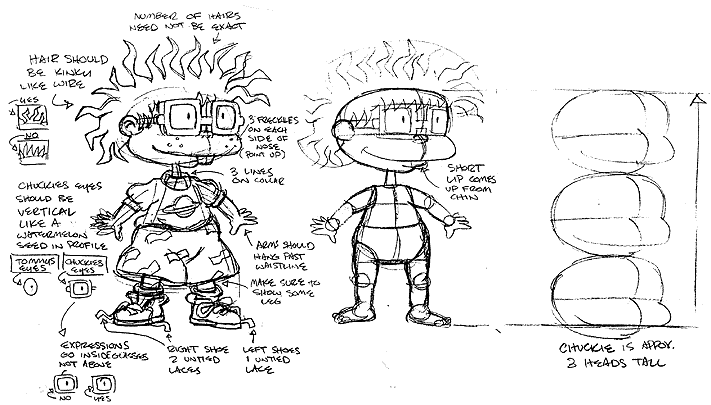 NUMBER OF HAIRS
NEED NOT BE EXACT
HAIR SHOULD
BE KINKY
LIKE WIRE
YES
NO
3 FRECKLES
ON EACH
SIDE OF
NOSE
(POINT UP)
3 LINES
ON COLLAR
SHORT
LIP COMES
UP FROM
CHIN
CHUCKIES EYES
SHOULD BE
VERTICAL
LIKE A
WATERMELON
SEED IN PROFILE
TOMMYS
EYES
CHUCKIES
EYES
ARMS SHOULD
HANG PAST
WAISTLINE
MAKE SURE TO
SHOW SOME
LEG
EXPRESSIONS
GO INSIDE GLASSES
NOT ABOVE
NO
YES
RIGHT SHOE
2 UNTIED
LACES
LEFT SHOES
1 UNTIED
LACE
CHUCKIE IS APPOX.
3 HEADS TALL